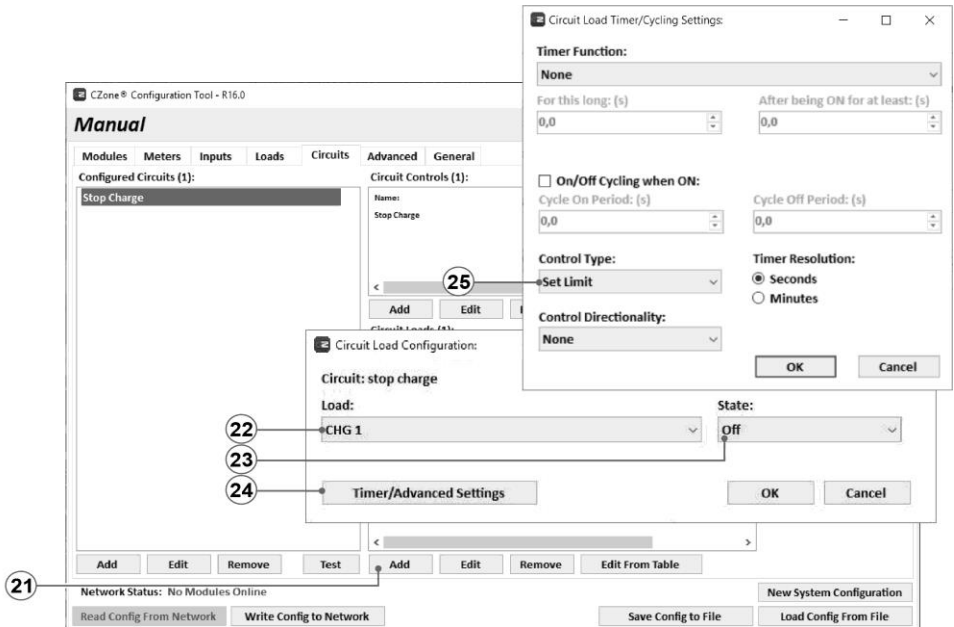 Circuit Load Timer/Cycling Settings:
Timer Function:
None
For this long: (s)
After being ON for at least: (s)
0,0
0,0
On/Off Cycling when ON:
Cycle On Period: (s)
Cycle Off Period: (s)
0,0
0,0
Control Type:
Timer Resolution:
Set Limit
Seconds
Minutes
Control Directionality:
None
OK
Cancel
CZone® Configuration Tool - R16.0
Manual
Modules
Meters
Inputs
Loads
Circuits
Advanced
General
Configured Circuits (1):
Circuit Controls (1):
Stop Charge
Name:
Stop Charge
25
Add
Edit
Circuit Loads (1):
Circuit Load Configuration:
Circuit: stop charge
Load:
State:
22
CHG 1
Off
23
24
Timer/Advanced Settings
OK
Cancel
Add
Edit
Remove
Test
Add
Edit
Remove
Edit From Table
21
Network Status: No Modules Online
New System Configuration
Read Config From Network
Write Config to Network
Save Config to File
Load Config From File